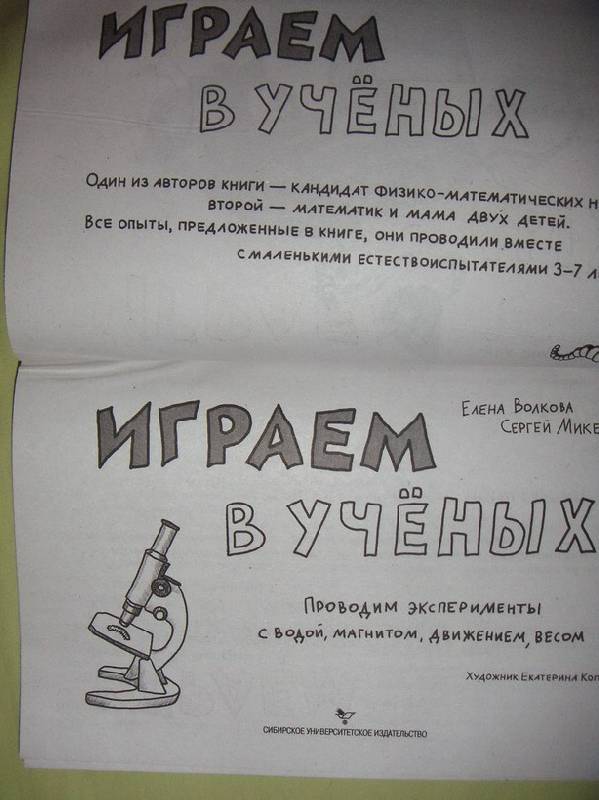 ИГРАЕМ
В УЧЁНЫХ
ОДИН ИЗ АВТОРОВ КНИГИ — КАНДИДАТ ФИЗИКО-МАТЕМАТИЧЕСКИХ
ВТОРОЙ — МАТЕМАТИК И МАМА ДВУХ ДЕТЕЙ.
ВСЕ ОПЫТЫ, ПРЕДЛОЖЕННЫЕ В КНИГЕ, ОНИ ПРОВОДИЛИ ВМЕСТЕ
С МАЛЕНЬКИМИ ЕСТЕСТВОИСПЫТАТЕЛЯМИ 3–7
ИГРАЕМ
В УЧЁНЫХ
ЕЛЕНА ВОЛКОВА
СЕРГЕЙ
ПРОВОДИМ ЭКСПЕРИМЕНТЫ
С ВОДОЙ, МАГНИТОМ, ДВИЖЕНИЕМ, ВЕСОМ
ХУДОЖНИК ЕКАТЕРИНА
СИБИРСКОЕ УНИВЕРСИТЕТСКОЕ ИЗДАТЕЛЬСТВО